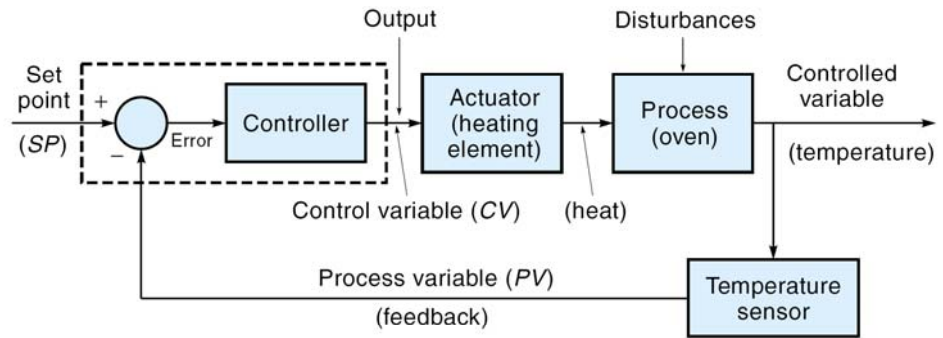 Output
Disturbances
Set
point
+
(SP)
−
Error
Controller
Actuator
(heating
element)
Process
(oven)
Controlled
variable
(temperature)
Control variable (CV)
(heat)
Process variable (PV)
(feedback)
Temperature
sensor